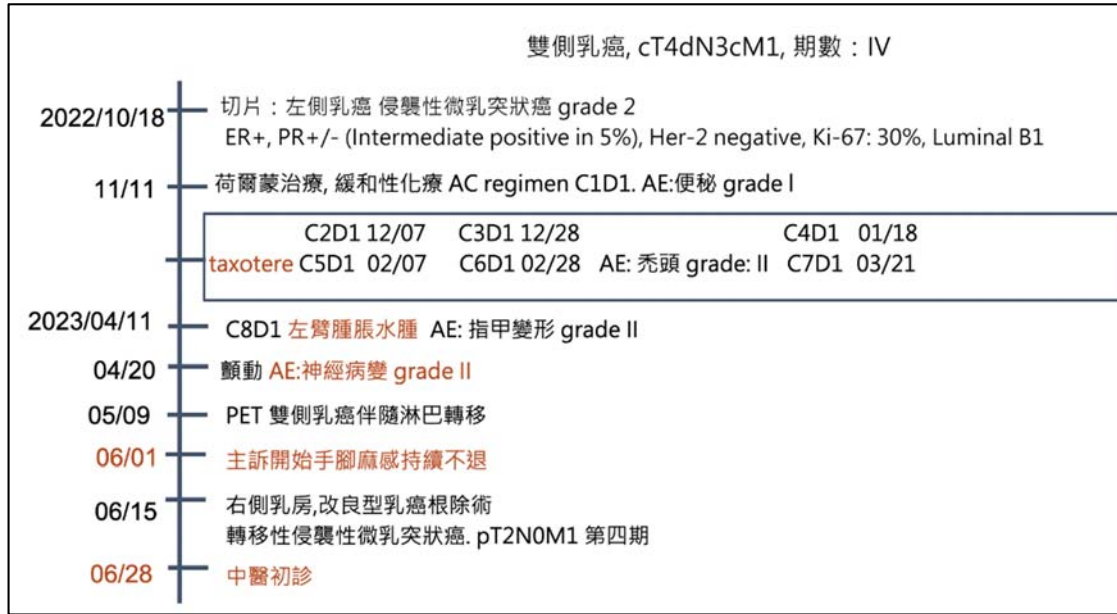 雙側乳癌, cT4dN3cM1, 期數：IV
2022/10/18 切片：左側乳癌 侵襲性微乳突狀癌 grade 2
ER+, PR+/- (Intermediate positive in 5%), Her-2 negative, Ki-67: 30%, Luminal B1
11/11 荷爾蒙治療, 緩和性化療 AC regimen C1D1. AE:便秘 grade I
C2D1 12/07 C3D1 12/28 C4D1 01/18
taxotere C5D1 02/07 C6D1 02/28 AE: 禿頭 grade: II C7D1 03/21
2023/04/11 C8D1 左臂腫脹水腫 AE: 指甲變形 grade II
04/20 顫動 AE:神經病變 grade II
05/09 PET 雙側乳癌伴隨淋巴轉移
06/01 主訴開始手腳麻感持續不退
06/15 右側乳房,改良型乳癌根除術
轉移性侵襲性微乳突狀癌. pT2N0M1 第四期
06/28 中醫初診